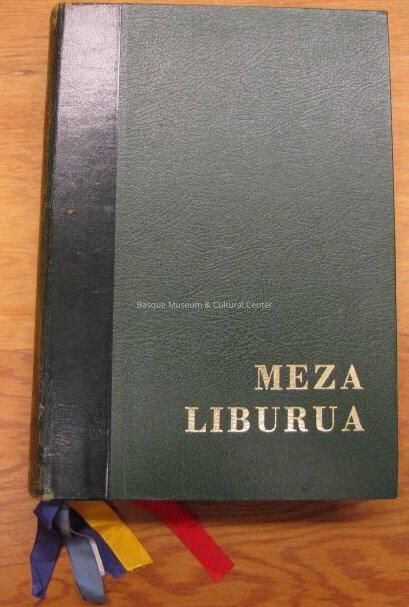 Basque Museum & Cultural Center
MEZA
LIBURUA